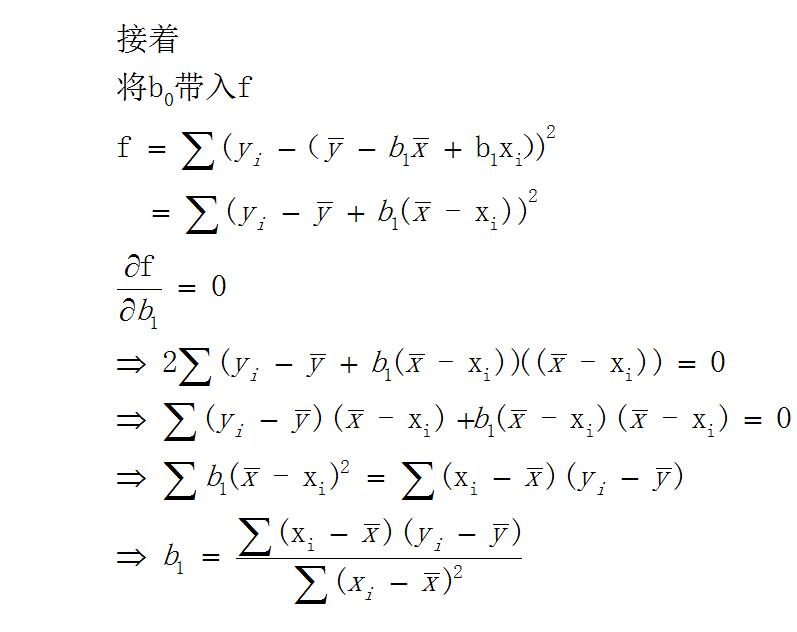 接着
将b₀带入f
f = ∑(yᵢ − (ȳ − b₁x̄ + b₁xᵢ))²
= ∑(yᵢ − ȳ + b₁(x̄ − xᵢ))²
∂f/∂b₁ = 0
⇒ 2∑(yᵢ − ȳ + b₁(x̄ − xᵢ))((x̄ − xᵢ)) = 0
⇒ ∑(yᵢ − ȳ)(x̄ − xᵢ) +b₁(x̄ − xᵢ)(x̄ − xᵢ) = 0
⇒ ∑ b₁(x̄ − xᵢ)² = ∑(xᵢ − x̄)(yᵢ − ȳ)
⇒ b₁ = ∑(xᵢ − x̄)(yᵢ − ȳ) / ∑(xᵢ − x̄)²